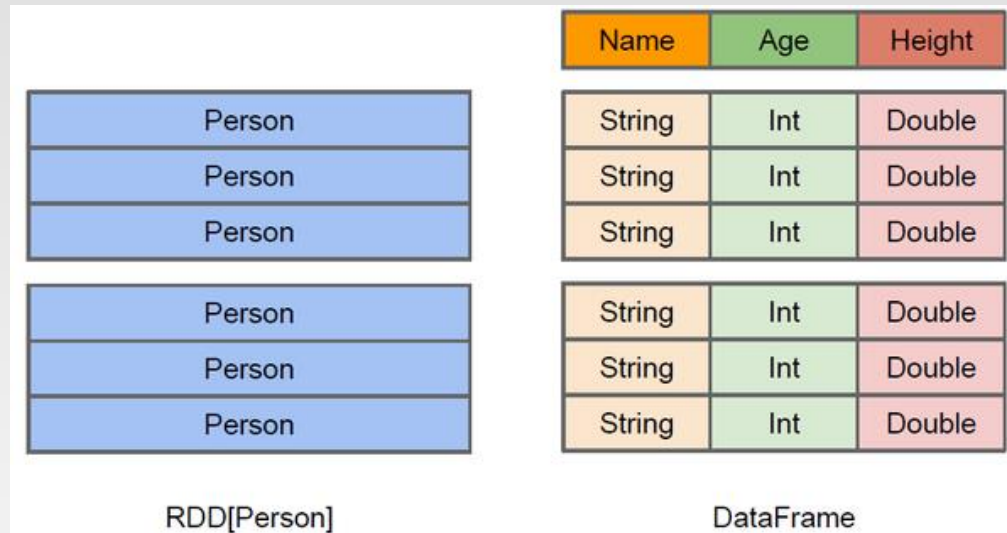 Name Age Height
Person String Int Double
Person String Int Double
Person String Int Double
Person String Int Double
Person String Int Double
Person String Int Double
RDD[Person] DataFrame